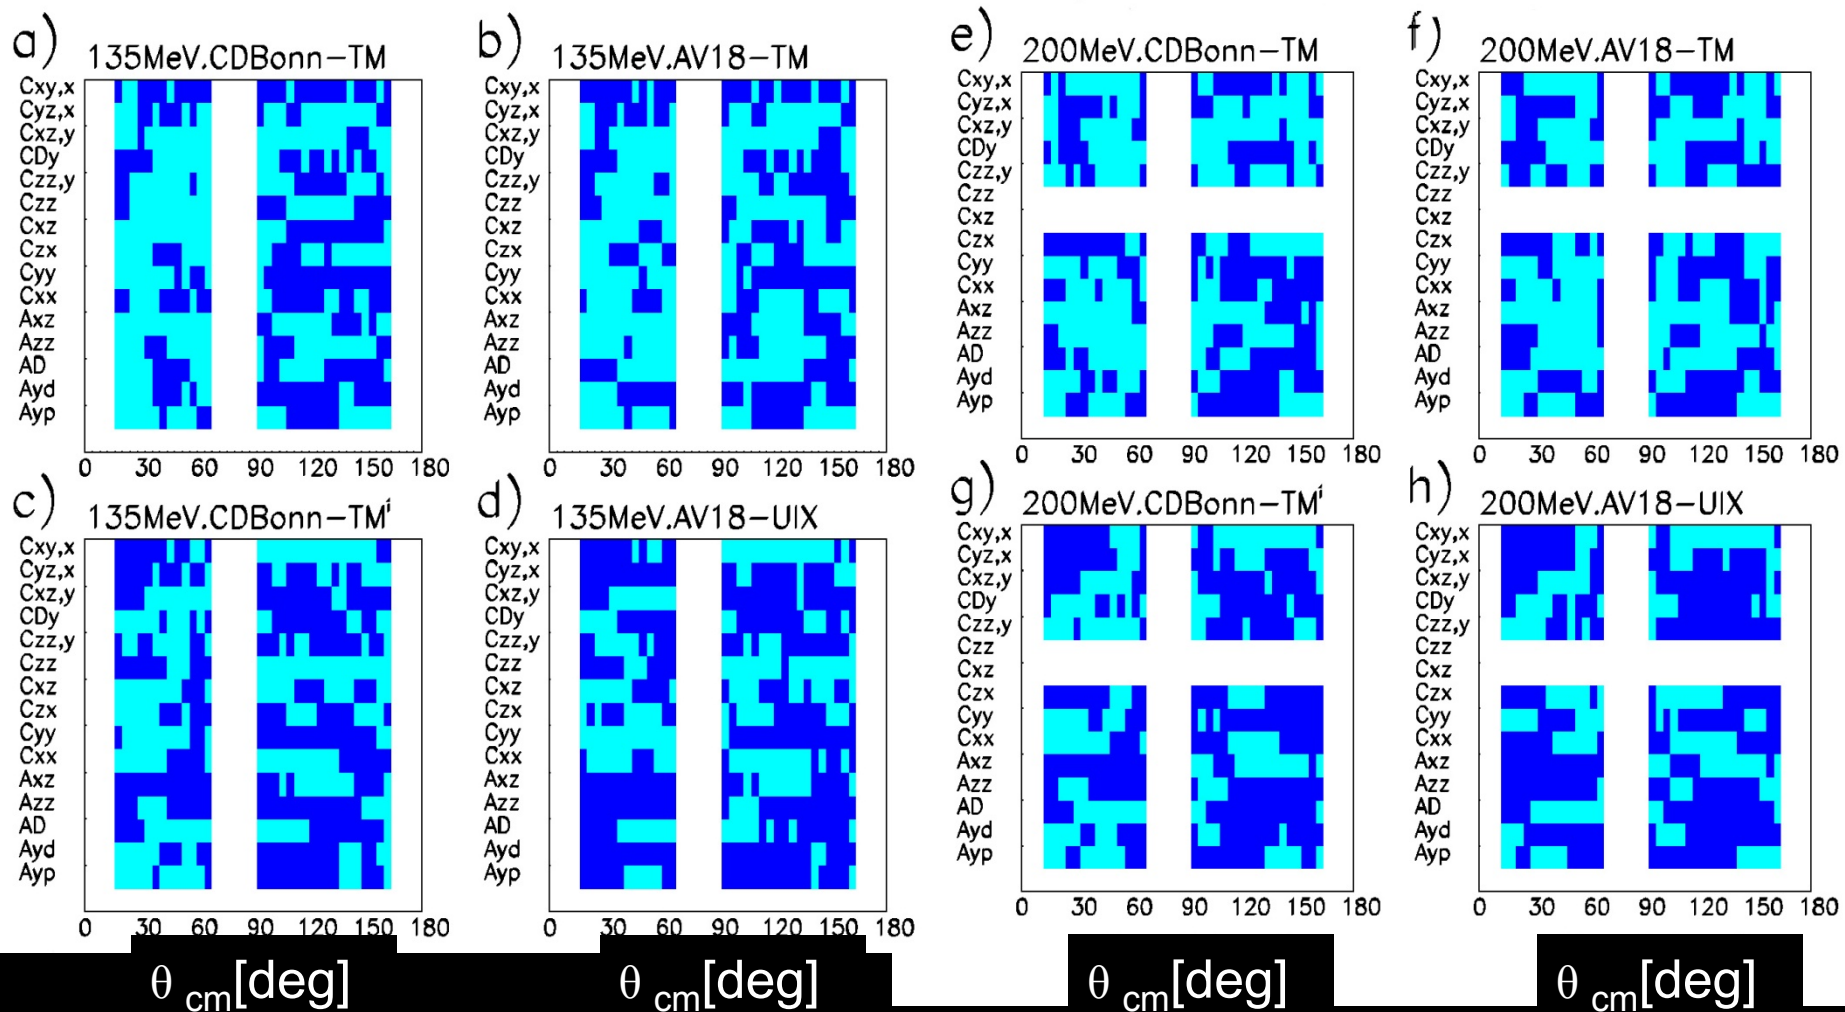 a) 135MeV.CDBonn-TM
Cxy,x
Cyz,x
Cxz,y
CDy
Czz,y
Czz
Cxz
Czx
Cyy
Cxx
Axz
Azz
AD
Ayd
Ayp
0 30 60 90 120 150 180
b) 135MeV.AV18-TM
Cxy,x
Cyz,x
Cxz,y
CDy
Czz,y
Czz
Cxz
Czx
Cyy
Cxx
Axz
Azz
AD
Ayd
Ayp
0 30 60 90 120 150 180
e) 200MeV.CDBonn-TM
Cxy,x
Cyz,x
Cxz,y
CDy
Czz,y
Czz
Cxz
Czx
Cyy
Cxx
Axz
Azz
AD
Ayd
Ayp
0 30 60 90 120 150 180
f) 200MeV.AV18-TM
Cxy,x
Cyz,x
Cxz,y
CDy
Czz,y
Czz
Cxz
Czx
Cyy
Cxx
Axz
Azz
AD
Ayd
Ayp
0 30 60 90 120 150 180
c) 135MeV.CDBonn-TM'
Cxy,x
Cyz,x
Cxz,y
CDy
Czz,y
Czz
Cxz
Czx
Cyy
Cxx
Axz
Azz
AD
Ayd
Ayp
0 30 60 90 120 150 180
θ cm[deg]
d) 135MeV.AV18-UIX
Cxy,x
Cyz,x
Cxz,y
CDy
Czz,y
Czz
Cxz
Czx
Cyy
Cxx
Axz
Azz
AD
Ayd
Ayp
0 30 60 90 120 150 180
θ cm[deg]
g) 200MeV.CDBonn-TM'
Cxy,x
Cyz,x
Cxz,y
CDy
Czz,y
Czz
Cxz
Czx
Cyy
Cxx
Axz
Azz
AD
Ayd
Ayp
0 30 60 90 120 150 180
θ cm[deg]
h) 200MeV.AV18-UIX
Cxy,x
Cyz,x
Cxz,y
CDy
Czz,y
Czz
Cxz
Czx
Cyy
Cxx
Axz
Azz
AD
Ayd
Ayp
0 30 60 90 120 150 180
θ cm[deg]